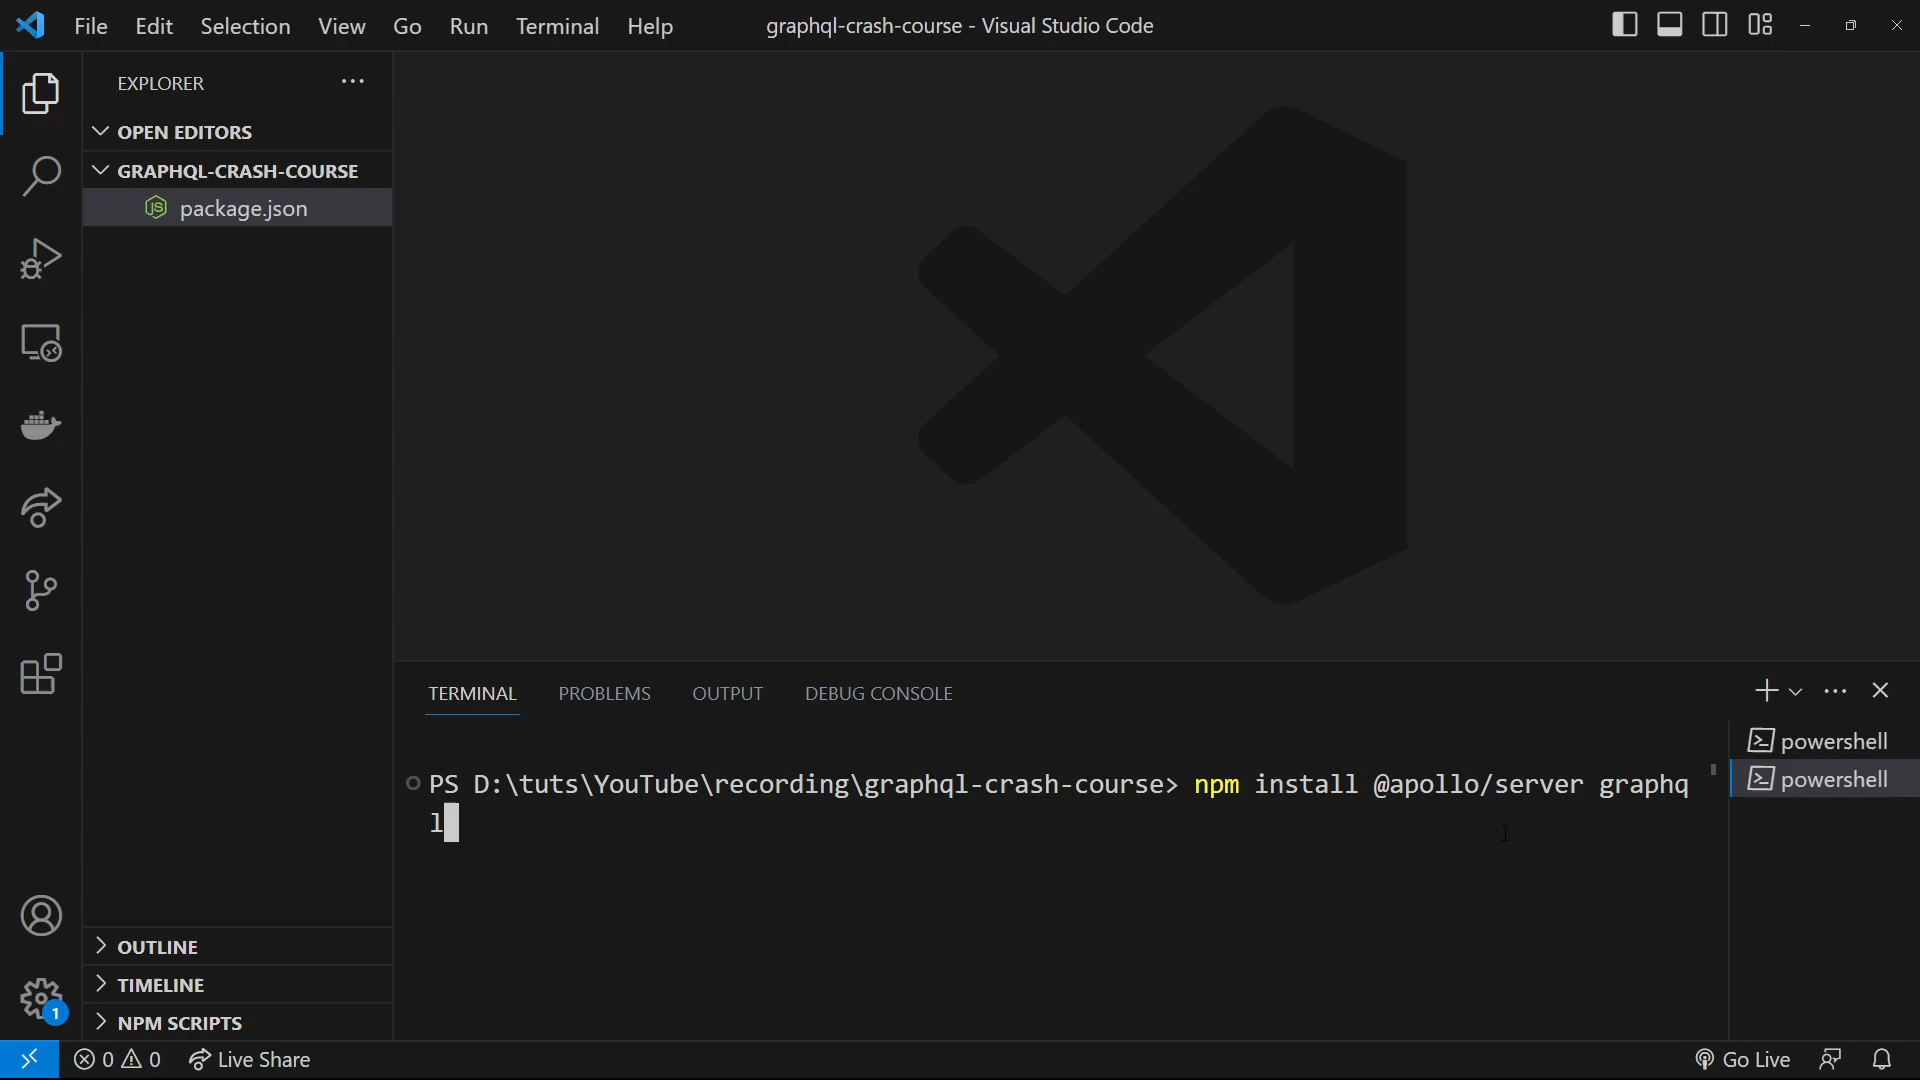 File Edit Selection View Go Run Terminal Help graphql-crash-course - Visual Studio Code
EXPLORER
OPEN EDITORS
GRAPHQL-CRASH-COURSE
JS package.json
TERMINAL PROBLEMS OUTPUT DEBUG CONSOLE
powershell
powershell
PS D:\tuts\YouTube\recording\graphql-crash-course> npm install @apollo/server graphq
l
OUTLINE
TIMELINE
1
NPM SCRIPTS
0 0 Live Share Go Live